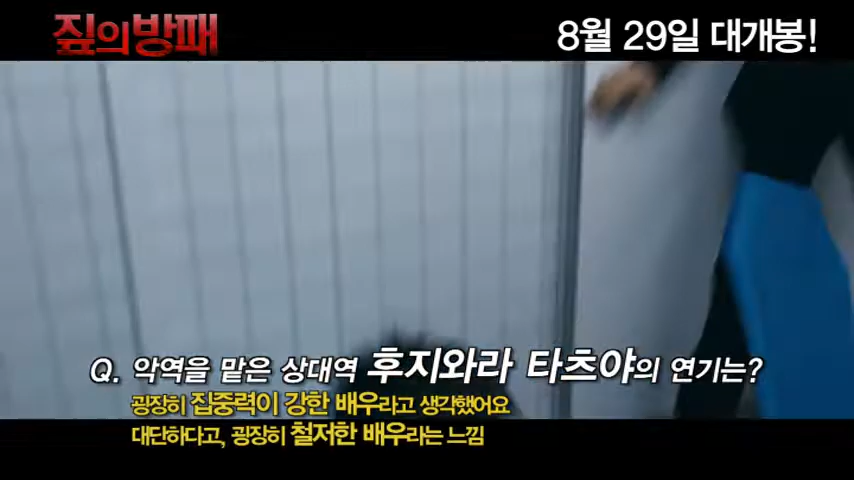 짚의 방패
8월 29일 대개봉!
Q. 악역을 맡은 상대역 후지와라 타츠야의 연기는?
굉장히 집중력이 강한 배우라고 생각했어요
대단하다고, 굉장히 철저한 배우라는 느낌